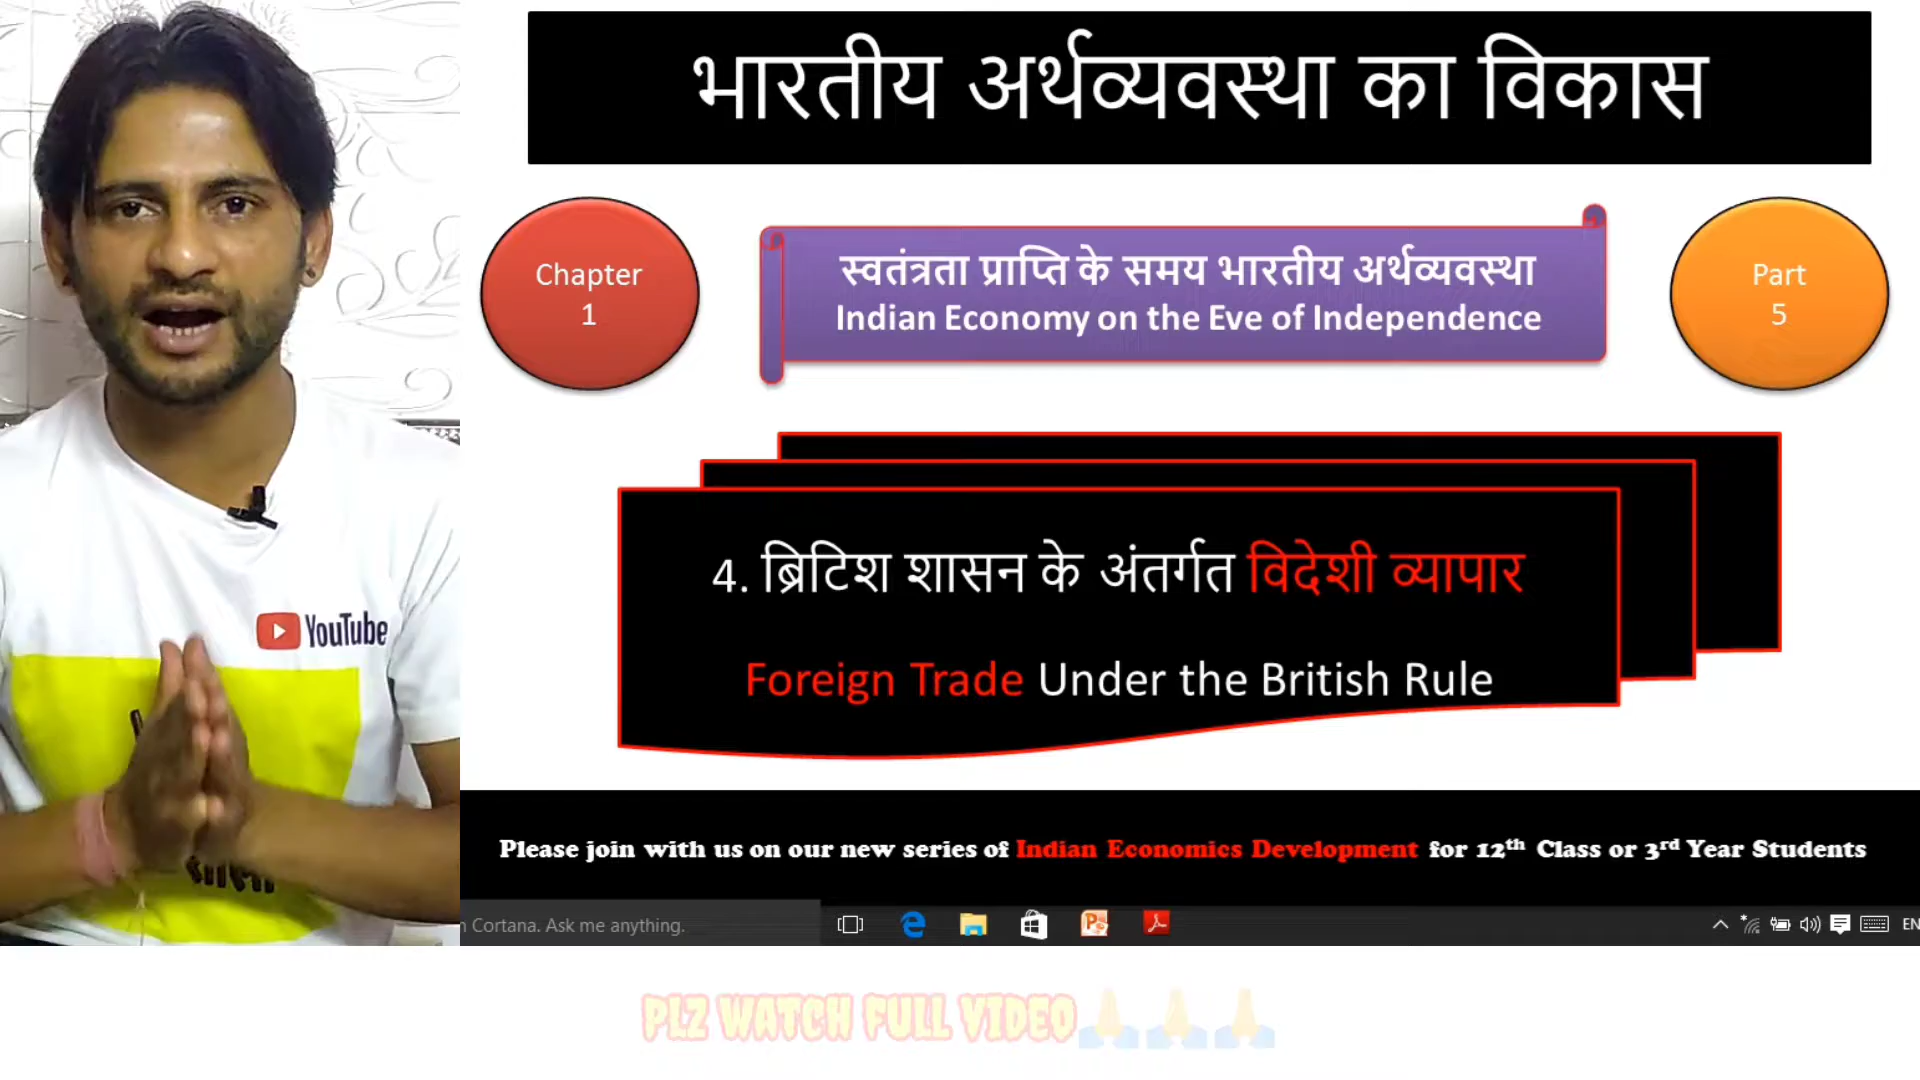 भारतीय अर्थव्यवस्था का विकास
Chapter
1
स्वतंत्रता प्राप्ति के समय भारतीय अर्थव्यवस्था
Indian Economy on the Eve of Independence
Part
5
4. ब्रिटिश शासन के अंतर्गत विदेशी व्यापार
Foreign Trade Under the British Rule
YouTube
Please join with us on our new series of Indian Economics Development for 12th Class or 3rd Year Students
Cortana. Ask me anything.
EN
PLZ WATCH FULL VIDEO🙏🙏🙏